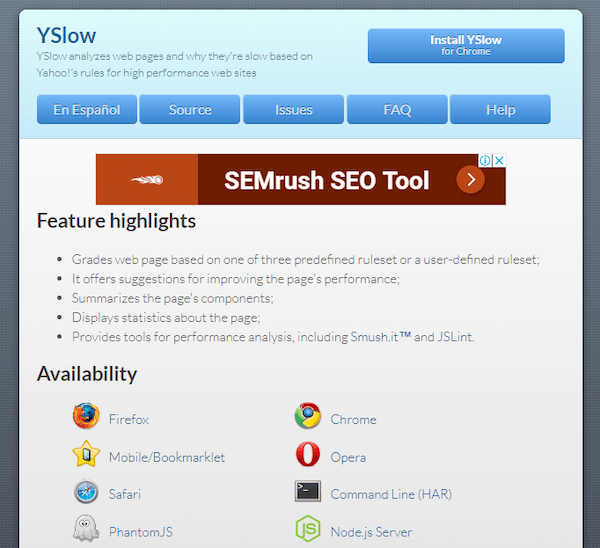 YSlow
YSlow analyzes web pages and why they're slow based on
Yahoo!'s rules for high performance web sites
Install YSlow
for Chrome
En Español
Source
Issues
FAQ
Help
SEMrush SEO Tool
Feature highlights
Grades web page based on one of three predefined ruleset or a user-defined ruleset;
It offers suggestions for improving the page's performance;
Summarizes the page's components;
Displays statistics about the page;
Provides tools for performance analysis, including Smush.it™ and JSLint.
Availability
Firefox
Chrome
Mobile/Bookmarklet
Opera
Safari
Command Line (HAR)
PhantomJS
Node.js Server